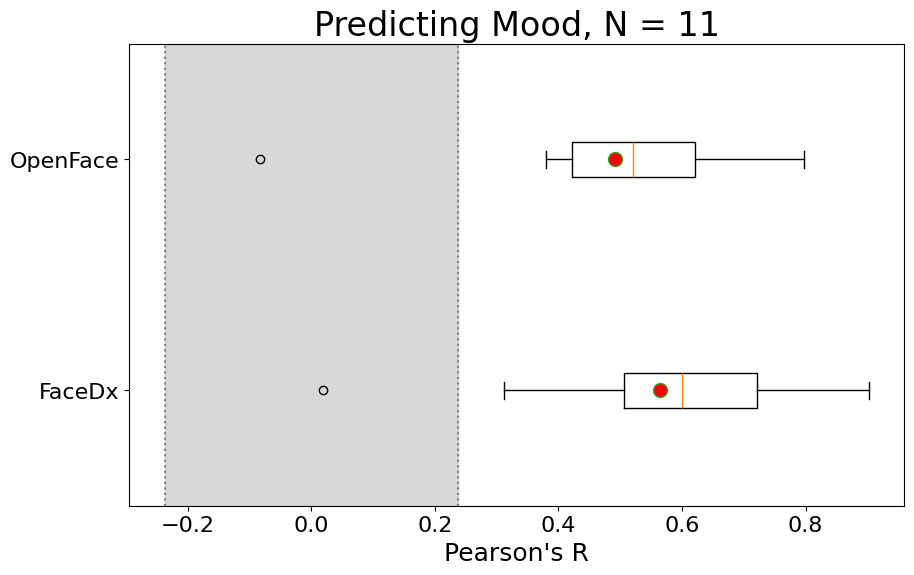 Predicting Mood, N = 11
OpenFace
FaceDx
−0.2 0.0 0.2 0.4 0.6 0.8
Pearson's R